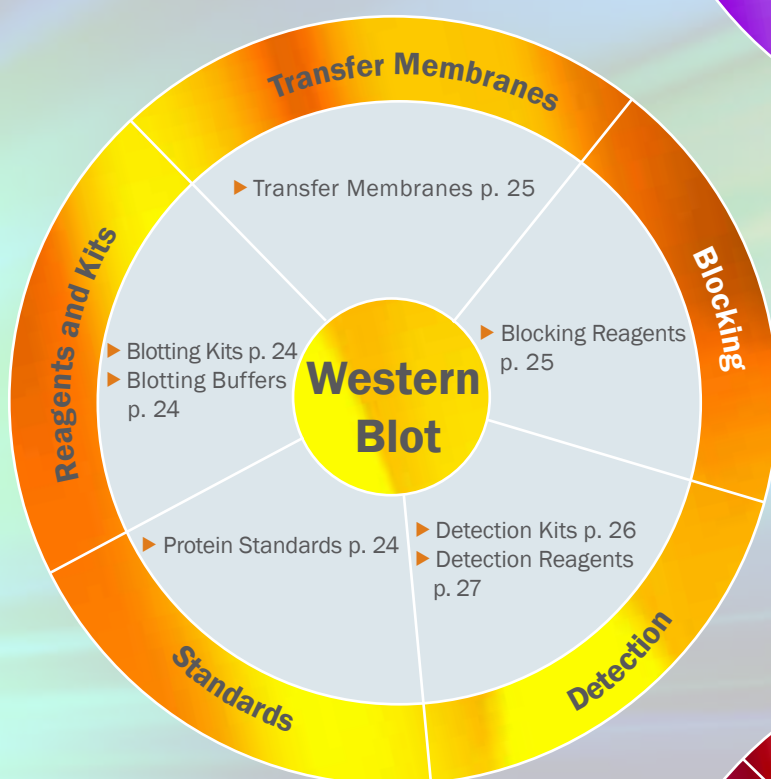 Transfer Membranes
▶ Transfer Membranes p. 25
Blocking
▶ Blocking Reagents
p. 25
Reagents and Kits
▶ Blotting Kits p. 24
▶ Blotting Buffers
p. 24
Western
Blot
▶ Protein Standards p. 24
▶ Detection Kits p. 26
▶ Detection Reagents
p. 27
Standards
Detection